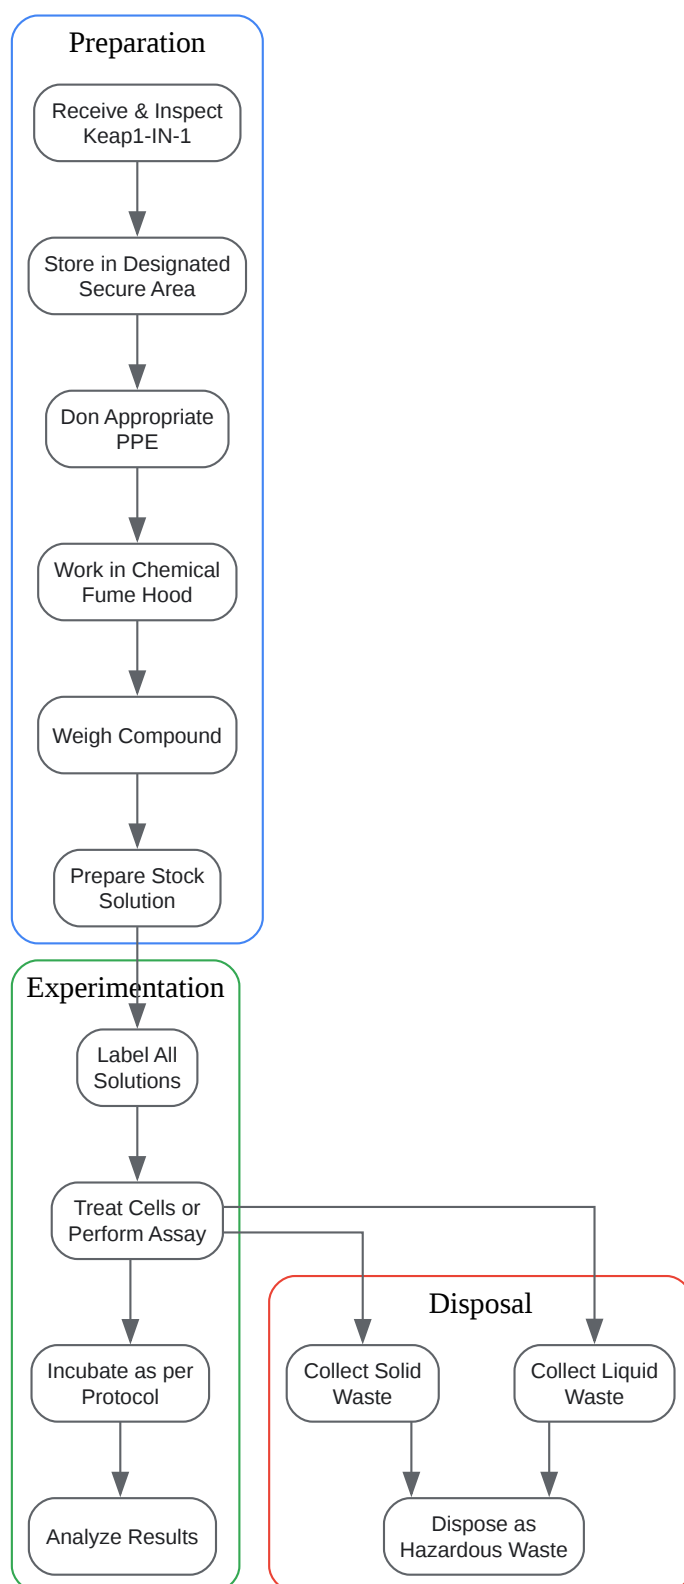 Preparation
Receive & Inspect
Keap1-IN-1
Store in Designated
Secure Area
Don Appropriate
PPE
Work in Chemical
Fume Hood
Weigh Compound
Prepare Stock
Solution
Experimentation
Label All
Solutions
Treat Cells or
Perform Assay
Incubate as per
Protocol
Analyze Results
Disposal
Collect Solid
Waste
Collect Liquid
Waste
Dispose as
Hazardous Waste